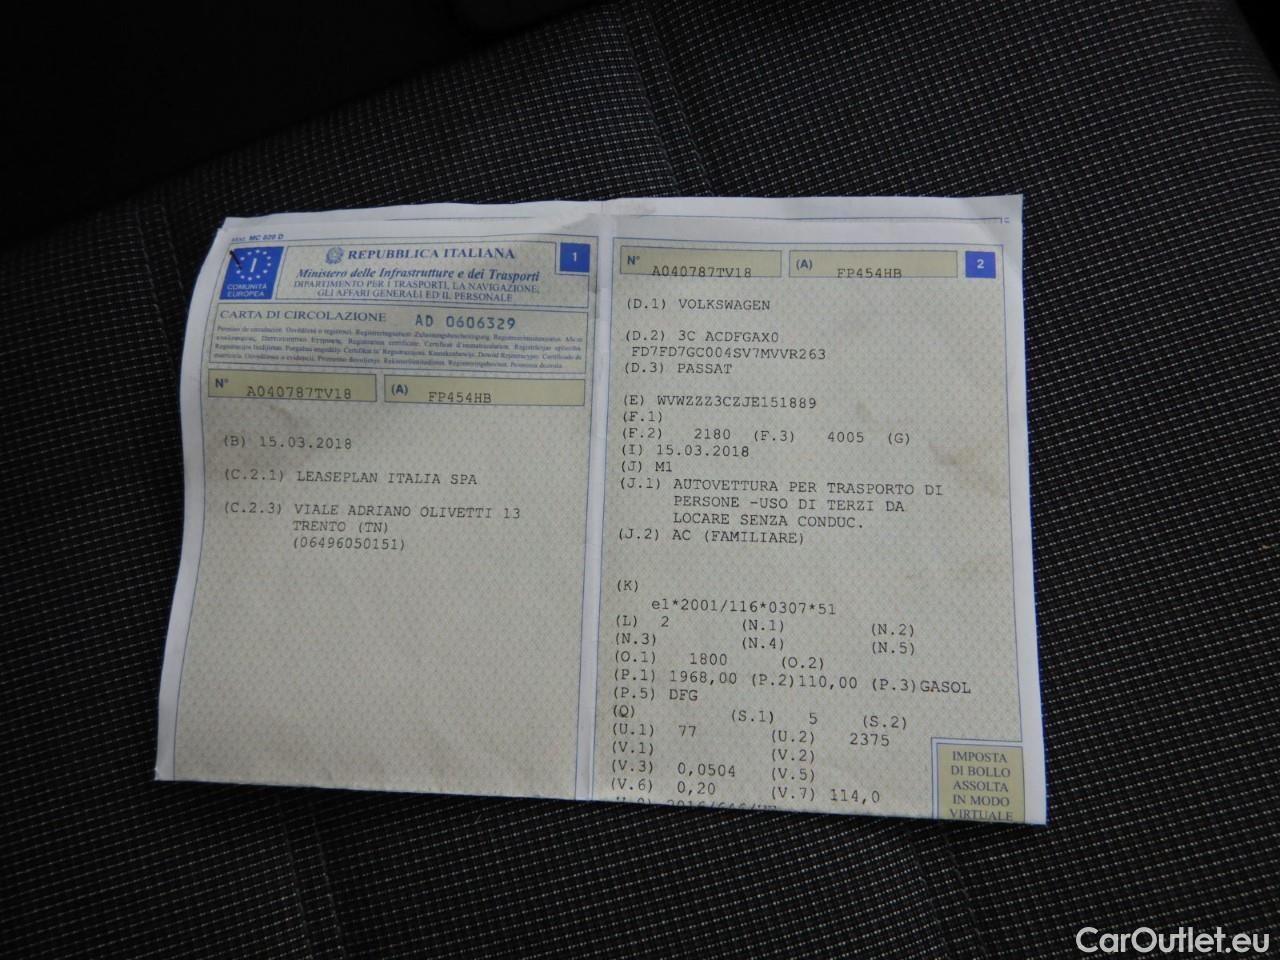 Mod. MC 820 D
I
COMUNITÀ
EUROPEA
REPUBBLICA ITALIANA
Ministero delle Infrastrutture e dei Trasporti
DIPARTIMENTO PER I TRASPORTI, LA NAVIGAZIONE,
GLI AFFARI GENERALI ED IL PERSONALE
1
CARTA DI CIRCOLAZIONE AD 0606329
N° A040787TV18 (A) FP454HB
(B) 15.03.2018
(C.2.1) LEASEPLAN ITALIA SPA
(C.2.3) VIALE ADRIANO OLIVETTI 13
TRENTO (TN)
(06496050151)
N° A040787TV18 (A) FP454HB 2
(D.1) VOLKSWAGEN
(D.2) 3C ACDFGAX0
FD7FD7GC004SV7MVVR263
(D.3) PASSAT
(E) WVWZZZ3CZJE151889
(F.1)
(F.2) 2180 (F.3) 4005 (G)
(I) 15.03.2018
(J) M1
(J.1) AUTOVETTURA PER TRASPORTO DI
PERSONE -USO DI TERZI DA
LOCARE SENZA CONDUC.
(J.2) AC (FAMILIARE)
(K)
e1*2001/116*0307*51
(L) 2 (N.1) (N.2)
(N.3) (N.4) (N.5)
(O.1) 1800 (O.2)
(P.1) 1968,00 (P.2)110,00 (P.3)GASOL
(P.5) DFG
(Q) (S.1) 5 (S.2)
(U.1) 77 (U.2) 2375
(V.1) (V.2)
(V.3) 0,0504 (V.5)
(V.6) 0,20 (V.7) 114,0
IMPOSTA
DI BOLLO
ASSOLTA
IN MODO
VIRTUALE
CarOutlet.eu